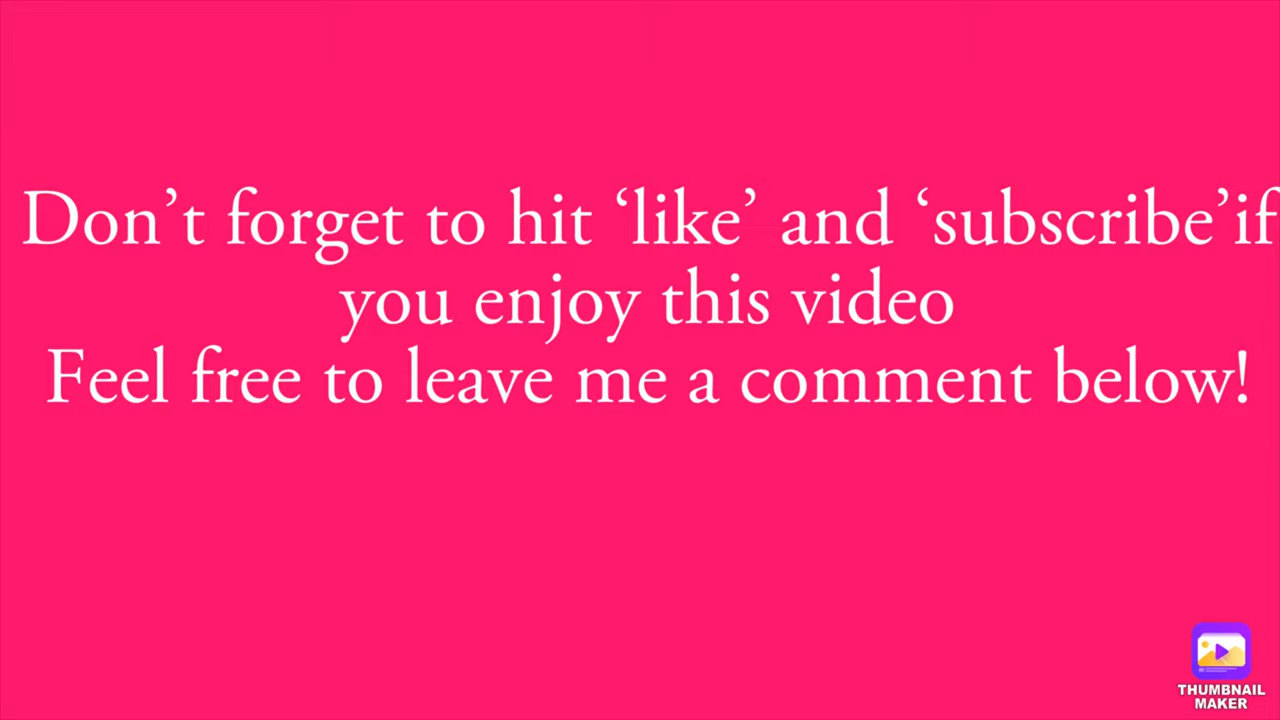 Don’t forget to hit ‘like’ and ‘subscribe’if
you enjoy this video
Feel free to leave me a comment below!
THUMBNAIL
MAKER